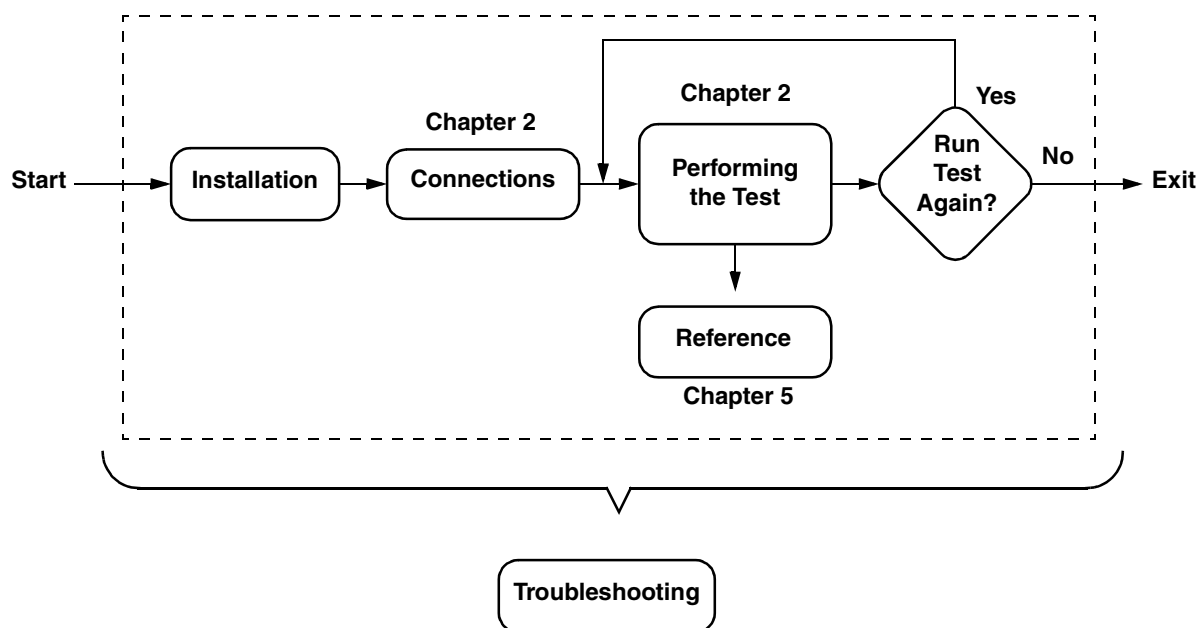 Start
Installation
Chapter 2
Connections
Chapter 2
Performing
the Test
Run
Test
Again?
Yes
No
Exit
Reference
Chapter 5
Troubleshooting